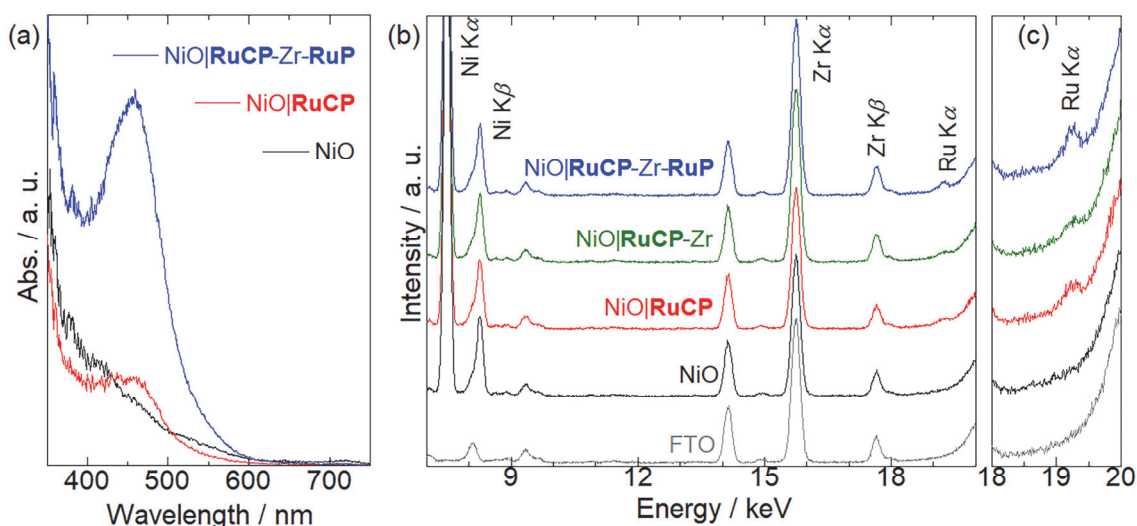 (a)
NiO|RuCP-Zr-RuP
NiO|RuCP
NiO
Abs. / a. u.
400 500 600 700
Wavelength / nm
(b)
Ni Kα
Ni Kβ
Zr Kα
Zr Kβ
Ru Kα
NiO|RuCP-Zr-RuP
NiO|RuCP-Zr
NiO|RuCP
NiO
FTO
Intensity / a. u.
9 12 15 18
Energy / keV
(c)
Ru Kα
18 19 20